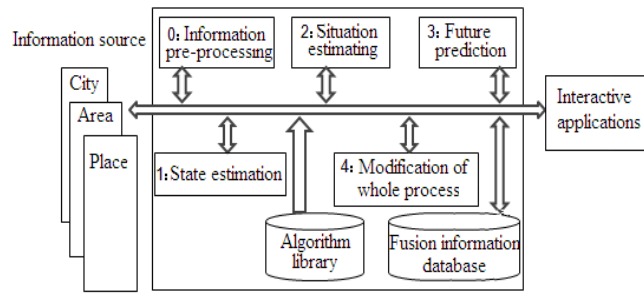 Information source
City
Area
Place
0: Information
pre-processing
2: Situation
estimating
3: Future
prediction
Interactive
applications
1: State estimation
4: Modification of
whole process
Algorithm
library
Fusion information
database